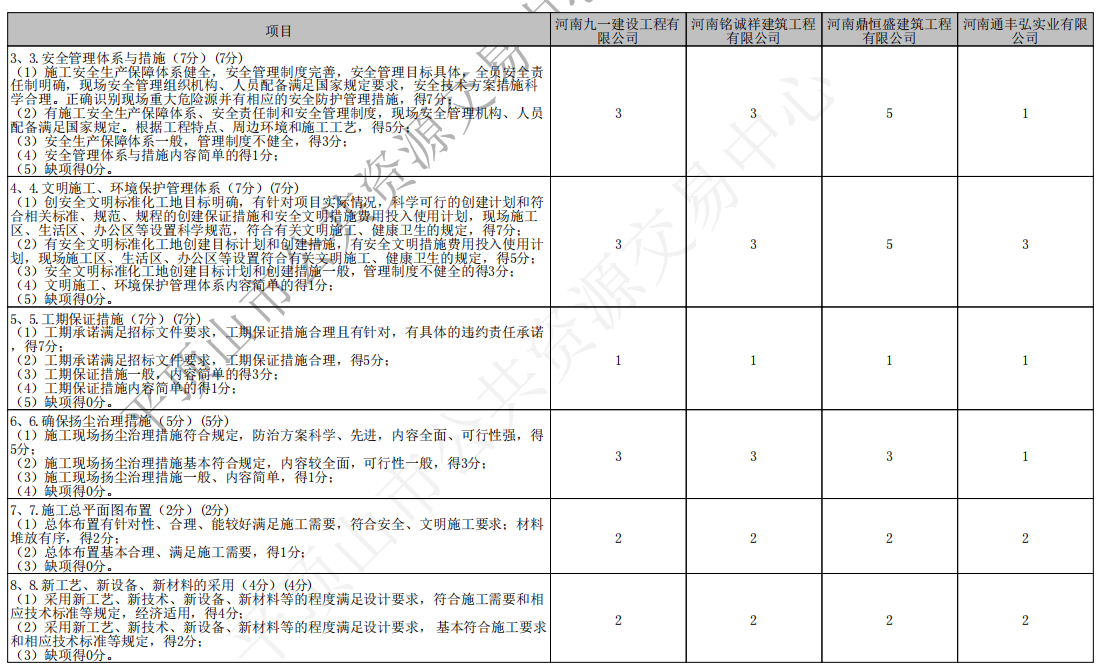 项目
河南九一建设工程有
限公司
河南铭诚祥建筑工程
有限公司
河南鼎恒盛建筑工程
有限公司
河南通丰弘实业有限
公司
3、3.安全管理体系与措施（7分）(7分)
（1）施工安全生产保障体系健全，安全管理制度完善，安全管理目标具体，全员安全责
任制明确，现场安全管理组织机构、人员配备满足国家规定要求，安全技术方案措施科
学合理。正确识别现场重大危险源并有相应的安全防护管理措施，得7分；
（2）有施工安全生产保障体系、安全责任制和安全管理制度，现场安全管理机构、人员
配备满足国家规定。根据工程特点、周边环境和施工工艺，得5分；
（3）安全生产保障体系一般，管理制度不健全，得3分；
（4）安全管理体系与措施内容简单的得1分；
（5）缺项得0分。
3
3
5
1
4、4.文明施工、环境保护管理体系（7分）(7分)
（1）创安全文明标准化工地目标明确，有针对项目实际情况，科学可行的创建计划和符
合相关标准、规范、规程的创建保证措施和安全文明措施费用投入使用计划，现场施工
区、生活区、办公区等设置科学规范，符合有关文明施工、健康卫生的规定，得7分；
（2）有安全文明标准化工地创建目标计划和创建措施，有安全文明措施费用投入使用计
划，现场施工区、生活区、办公区等设置符合有关文明施工、健康卫生的规定，得5分；
（3）安全文明标准化工地创建目标计划和创建措施一般，管理制度不健全的得3分；
（4）文明施工、环境保护管理体系内容简单的得1分；
（5）缺项得0分。
3
3
5
3
5、5.工期保证措施（7分）(7分)
（1）工期承诺满足招标文件要求，工期保证措施合理且有针对，有具体的违约责任承诺
，得7分；
（2）工期承诺满足招标文件要求，工期保证措施合理，得5分；
（3）工期保证措施一般，内容简单的得3分；
（4）工期保证措施内容简单的得1分；
（5）缺项得0分。
1
1
1
1
6、6.确保扬尘治理措施（5分）(5分)
（1）施工现场扬尘治理措施符合规定，防治方案科学、先进，内容全面、可行性强，得
5分；
（2）施工现场扬尘治理措施基本符合规定，内容较全面，可行性一般，得3分；
（3）施工现场扬尘治理措施一般、内容简单，得1分；
（4）缺项得0分。
3
3
3
1
7、7.施工总平面图布置（2分）(2分)
（1）总体布置有针对性、合理、能较好满足施工需要，符合安全、文明施工要求；材料
堆放有序，得2分；
（2）总体布置基本合理、满足施工需要，得1分；
（3）缺项得0分。
2
2
2
2
8、8.新工艺、新设备、新材料的采用（4分）(4分)
（1）采用新工艺、新技术、新设备、新材料等的程度满足设计要求，符合施工需要和相
应技术标准等规定，经济适用，得4分；
（2）采用新工艺、新技术、新设备、新材料等的程度满足设计要求， 基本符合施工要求
和相应技术标准等规定，得2分；
（3）缺项得0分。
2
2
2
2
平顶山市公共资源交易中心
平顶山市公共资源交易中心